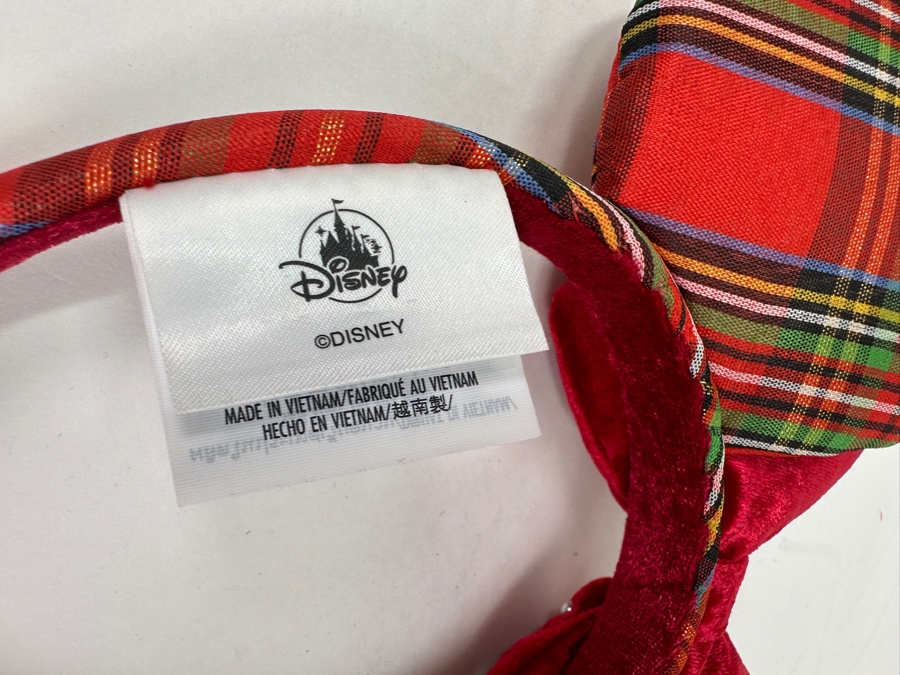 Disney
©DISNEY
MADE IN VIETNAM/FABRIQUÉ AU VIETNAM
HECHO EN VIETNAM/越南製/